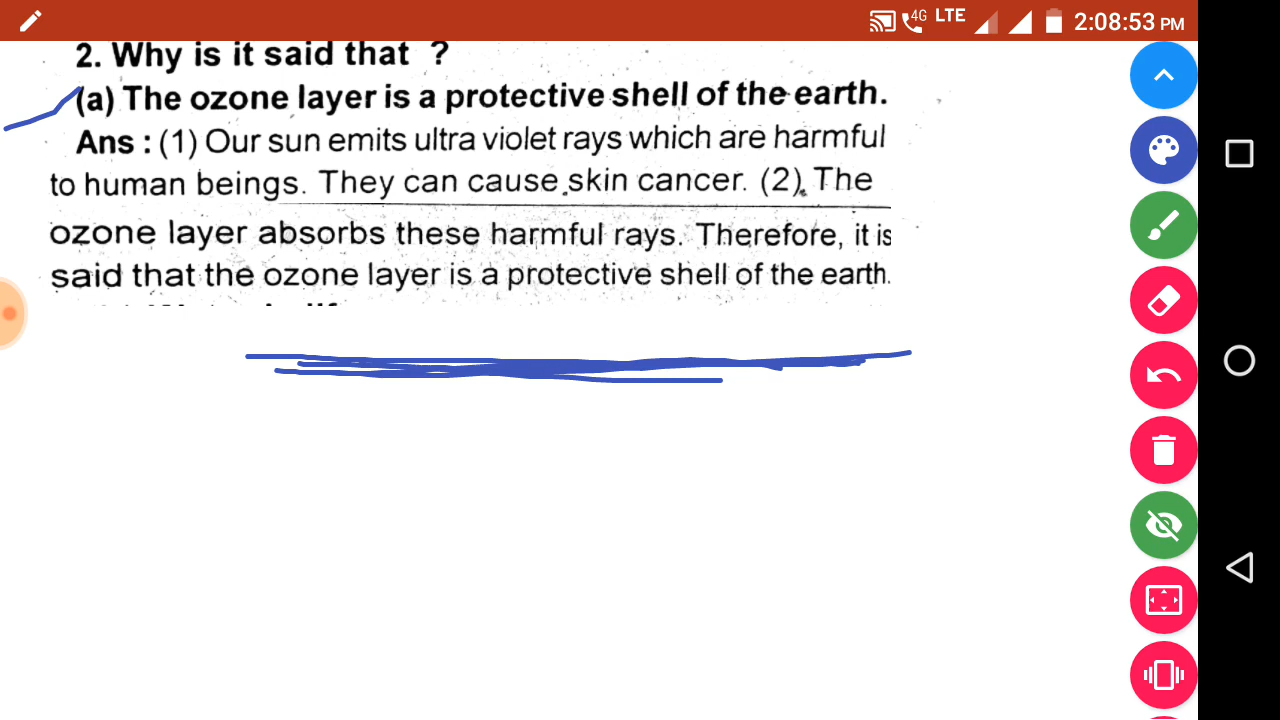 4G LTE 2:08:53 PM
2. Why is it said that ?
(a) The ozone layer is a protective shell of the earth.
Ans : (1) Our sun emits ultra violet rays which are harmful
to human beings. They can cause skin cancer. (2) The
ozone layer absorbs these harmful rays. Therefore, it is
said that the ozone layer is a protective shell of the earth.